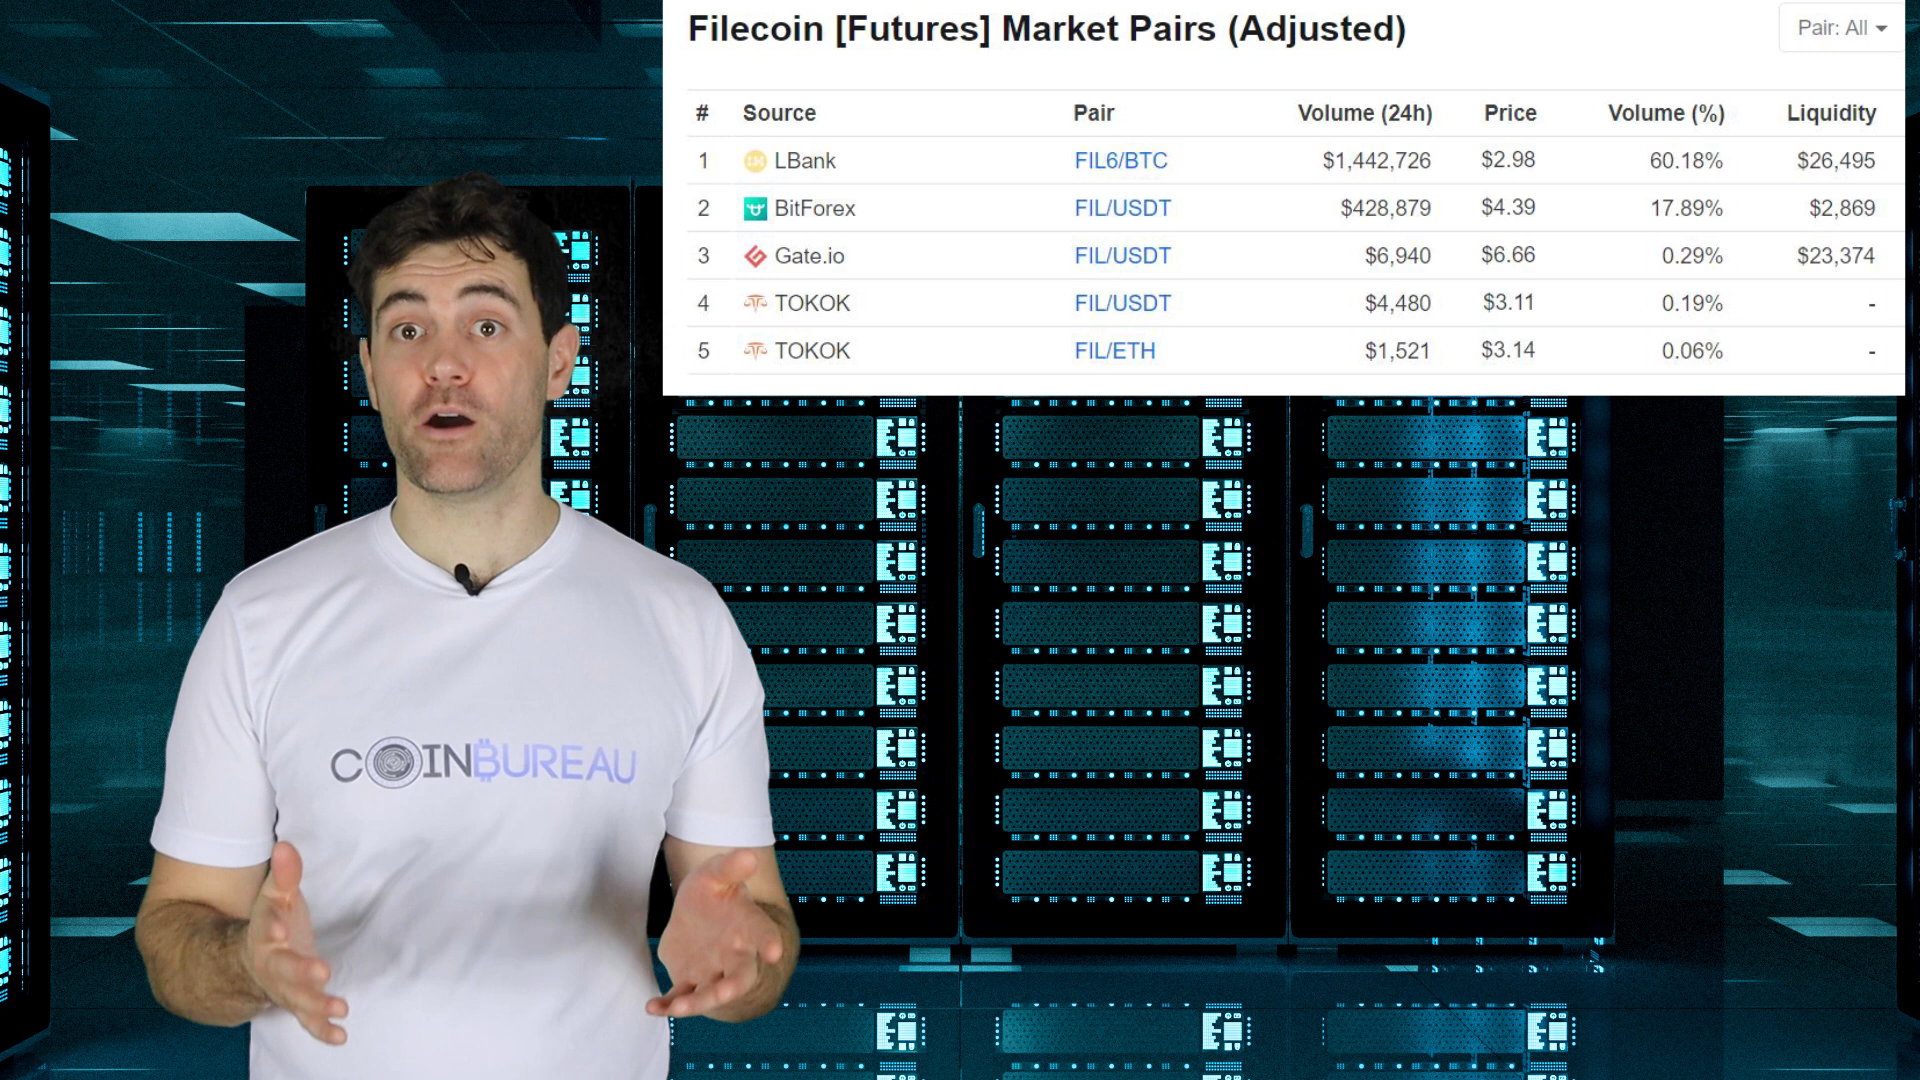 Filecoin [Futures] Market Pairs (Adjusted)
Pair: All
# Source Pair Volume (24h) Price Volume (%) Liquidity
1 LBank FIL6/BTC $1,442,726 $2.98 60.18% $26,495
2 BitForex FIL/USDT $428,879 $4.39 17.89% $2,869
3 Gate.io FIL/USDT $6,940 $6.66 0.29% $23,374
4 TOKOK FIL/USDT $4,480 $3.11 0.19% -
5 TOKOK FIL/ETH $1,521 $3.14 0.06% -
COINBUREAU